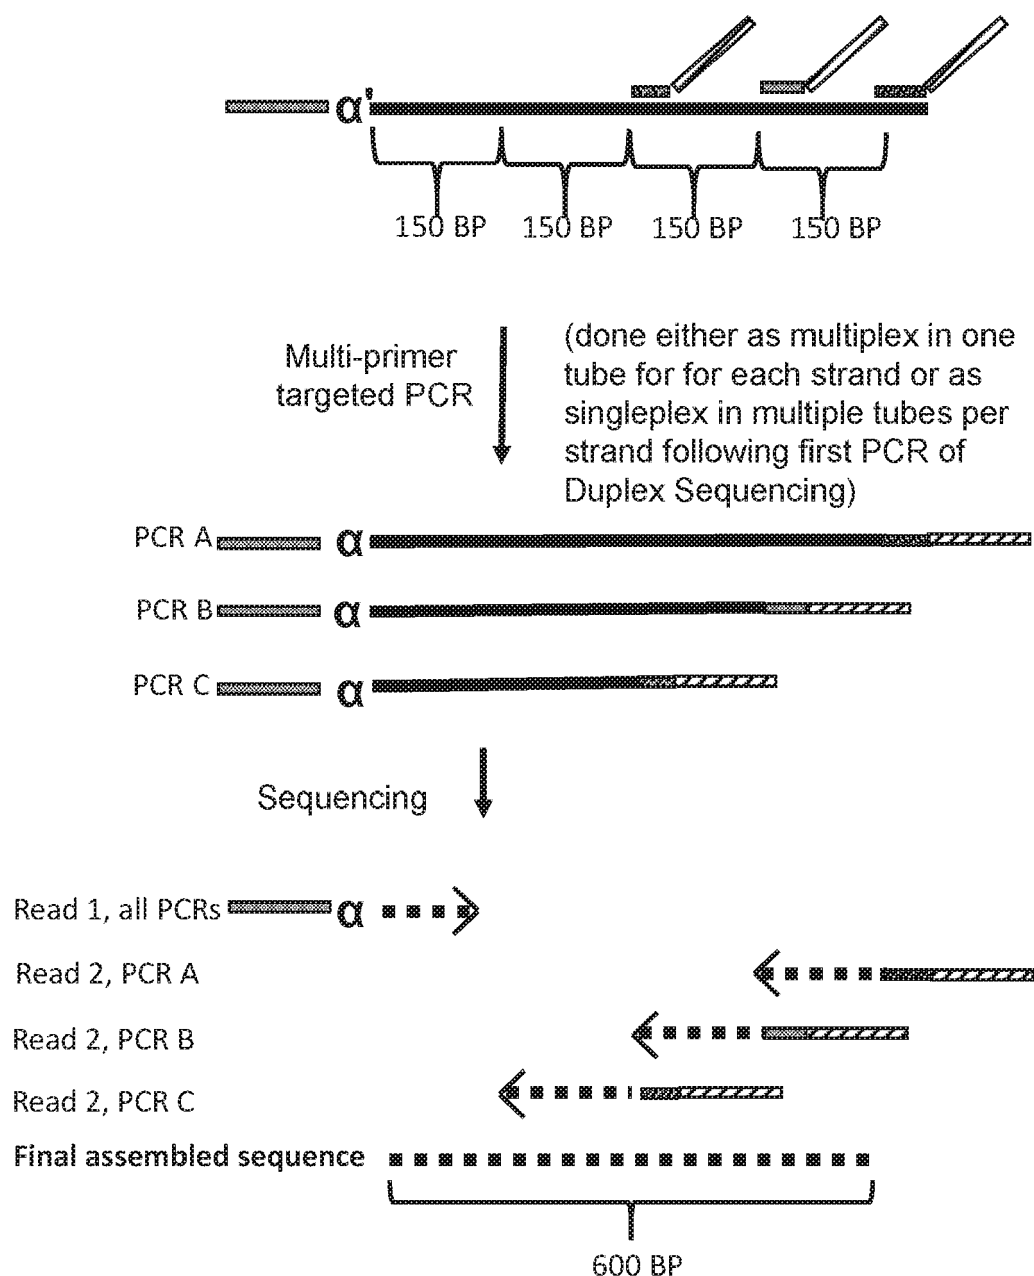 α'
150 BP 150 BP 150 BP 150 BP
Multi-primer
targeted PCR
(done either as multiplex in one
tube for for each strand or as
singleplex in multiple tubes per
strand following first PCR of
Duplex Sequencing)
PCR A α
PCR B α
PCR C α
Sequencing
Read 1, all PCRs α
Read 2, PCR A
Read 2, PCR B
Read 2, PCR C
Final assembled sequence
600 BP